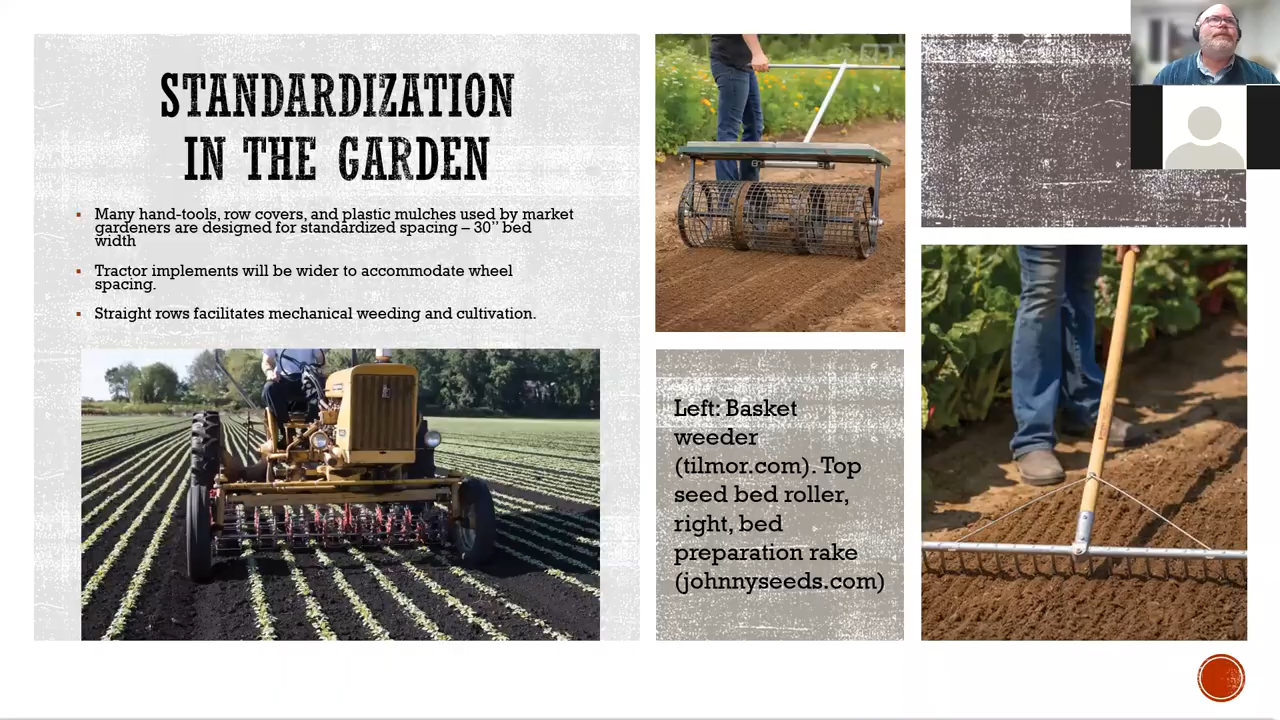 STANDARDIZATION
IN THE GARDEN
Many hand-tools, row covers, and plastic mulches used by market
gardeners are designed for standardized spacing – 30” bed
width
Tractor implements will be wider to accommodate wheel
spacing.
Straight rows facilitates mechanical weeding and cultivation.
Left: Basket
weeder
(tilmor.com). Top
seed bed roller,
right, bed
preparation rake
(johnnyseeds.com)